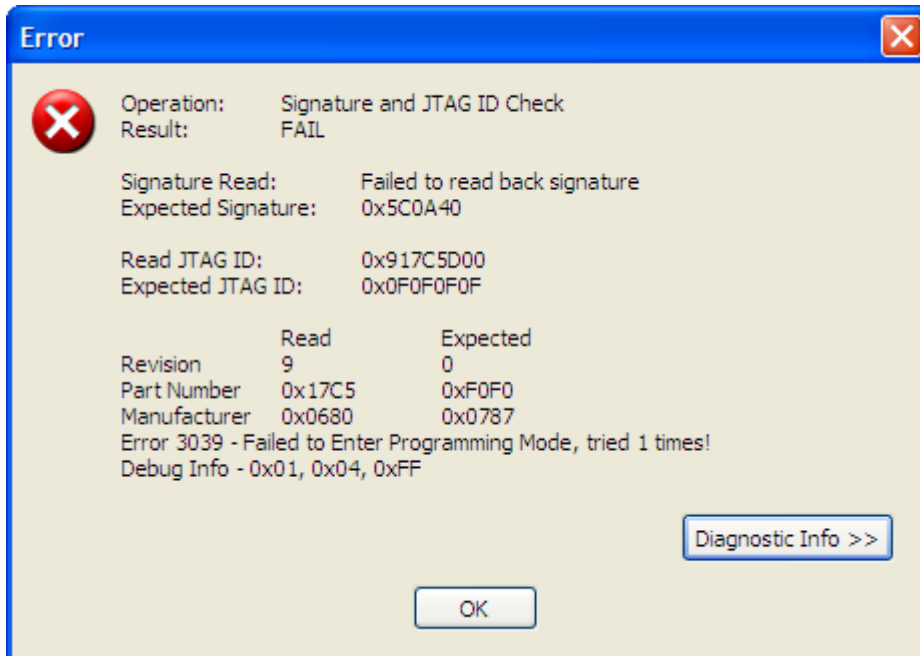 Error
Operation: Signature and JTAG ID Check
Result: FAIL
Signature Read: Failed to read back signature
Expected Signature: 0x5C0A40
Read JTAG ID: 0x917C5D00
Expected JTAG ID: 0x0F0F0F0F
Read Expected
Revision 9 0
Part Number 0x17C5 0xF0F0
Manufacturer 0x0680 0x0787
Error 3039 - Failed to Enter Programming Mode, tried 1 times!
Debug Info - 0x01, 0x04, 0xFF
Diagnostic Info >>
OK